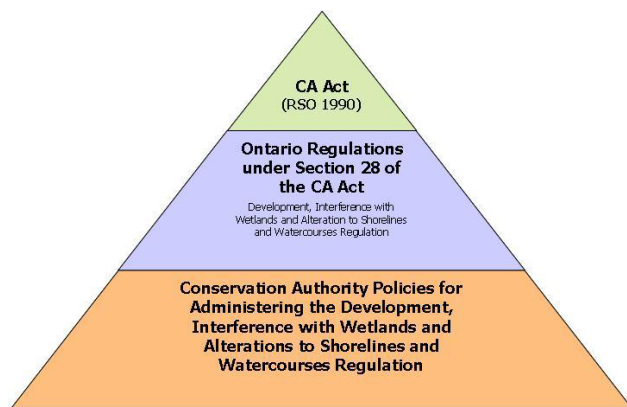 CA Act
(RSO 1990)
Ontario Regulations
under Section 28 of
the CA Act
Development, Interference with
Wetlands and Alteration to Shorelines
and Watercourses Regulation
Conservation Authority Policies for
Administering the Development,
Interference with Wetlands and
Alterations to Shorelines and
Watercourses Regulation